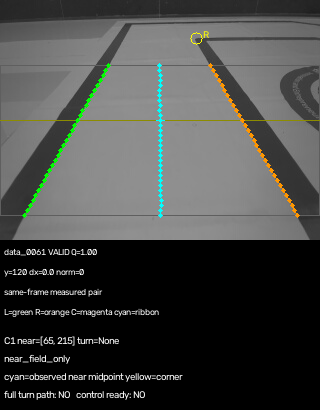 R
data_0061 VALID Q=1.00
y=120 dx=0.0 norm=0
same-frame measured pair
L=green R=orange C=magenta cyan=ribbon
C1 near=[65, 215] turn=None
near_field_only
cyan=observed near midpoint yellow=corner
full turn path: NO control ready: NO